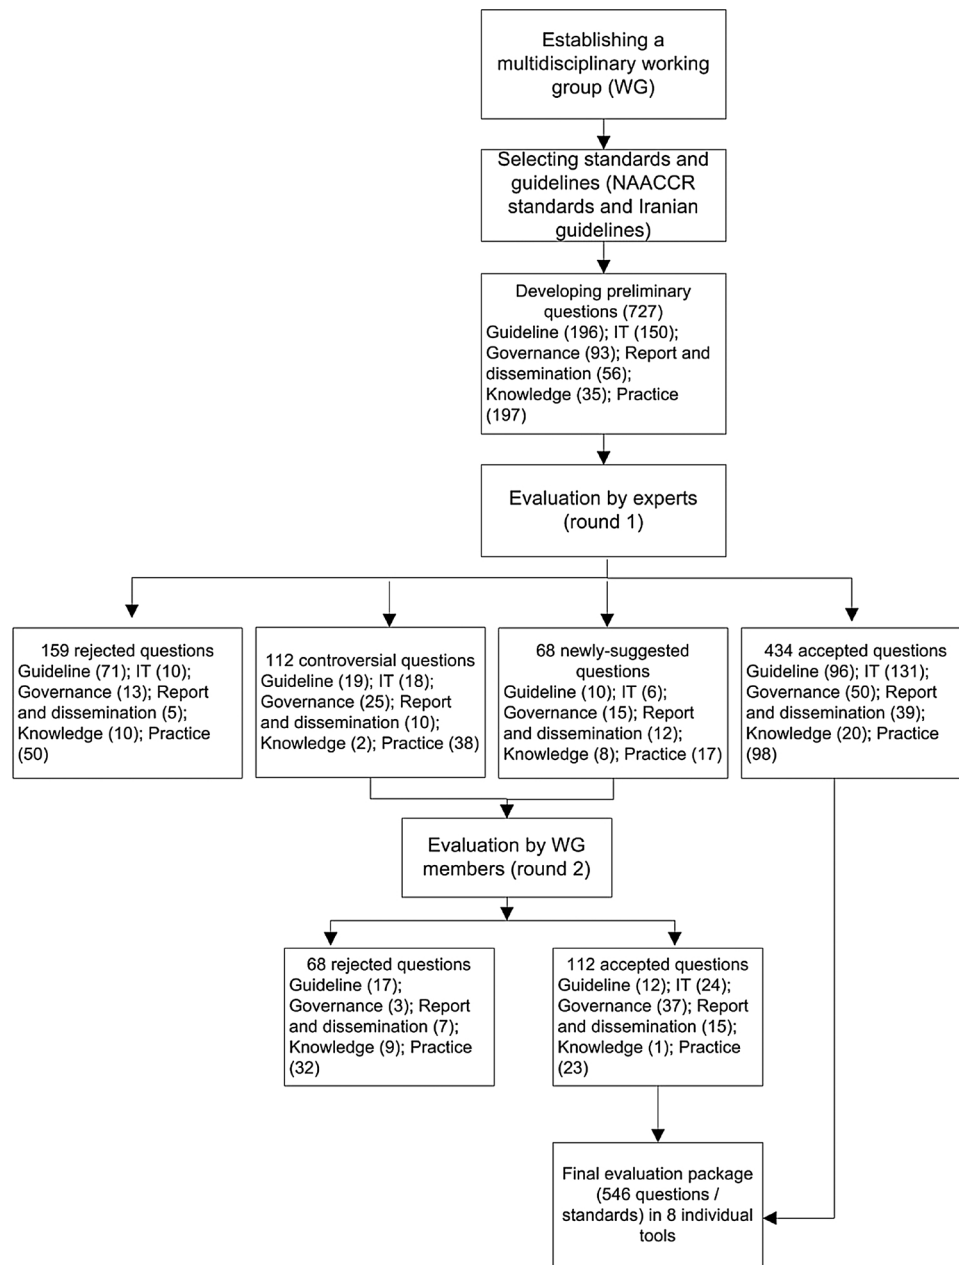 Establishing a
multidisciplinary working
group (WG)
Selecting standards and
guidelines (NAACCR
standards and Iranian
guidelines)
Developing preliminary
questions (727)
Guideline (196); IT (150);
Governance (93); Report and
dissemination (56);
Knowledge (35); Practice
(197)
Evaluation by experts
(round 1)
159 rejected questions
Guideline (71); IT (10);
Governance (13); Report
and dissemination (5);
Knowledge (10); Practice
(50)
112 controversial questions
Guideline (19); IT (18);
Governance (25); Report
and dissemination (10);
Knowledge (2); Practice (38)
68 newly-suggested
questions
Guideline (10); IT (6);
Governance (15); Report
and dissemination (12);
Knowledge (8); Practice (17)
434 accepted questions
Guideline (96); IT (131);
Governance (50); Report
and dissemination (39);
Knowledge (20); Practice
(98)
Evaluation by WG
members (round 2)
68 rejected questions
Guideline (17);
Governance (3); Report
and dissemination (7);
Knowledge (9); Practice
(32)
112 accepted questions
Guideline (12); IT (24);
Governance (37); Report
and dissemination (15);
Knowledge (1); Practice
(23)
Final evaluation package
(546 questions /
standards) in 8 individual
tools